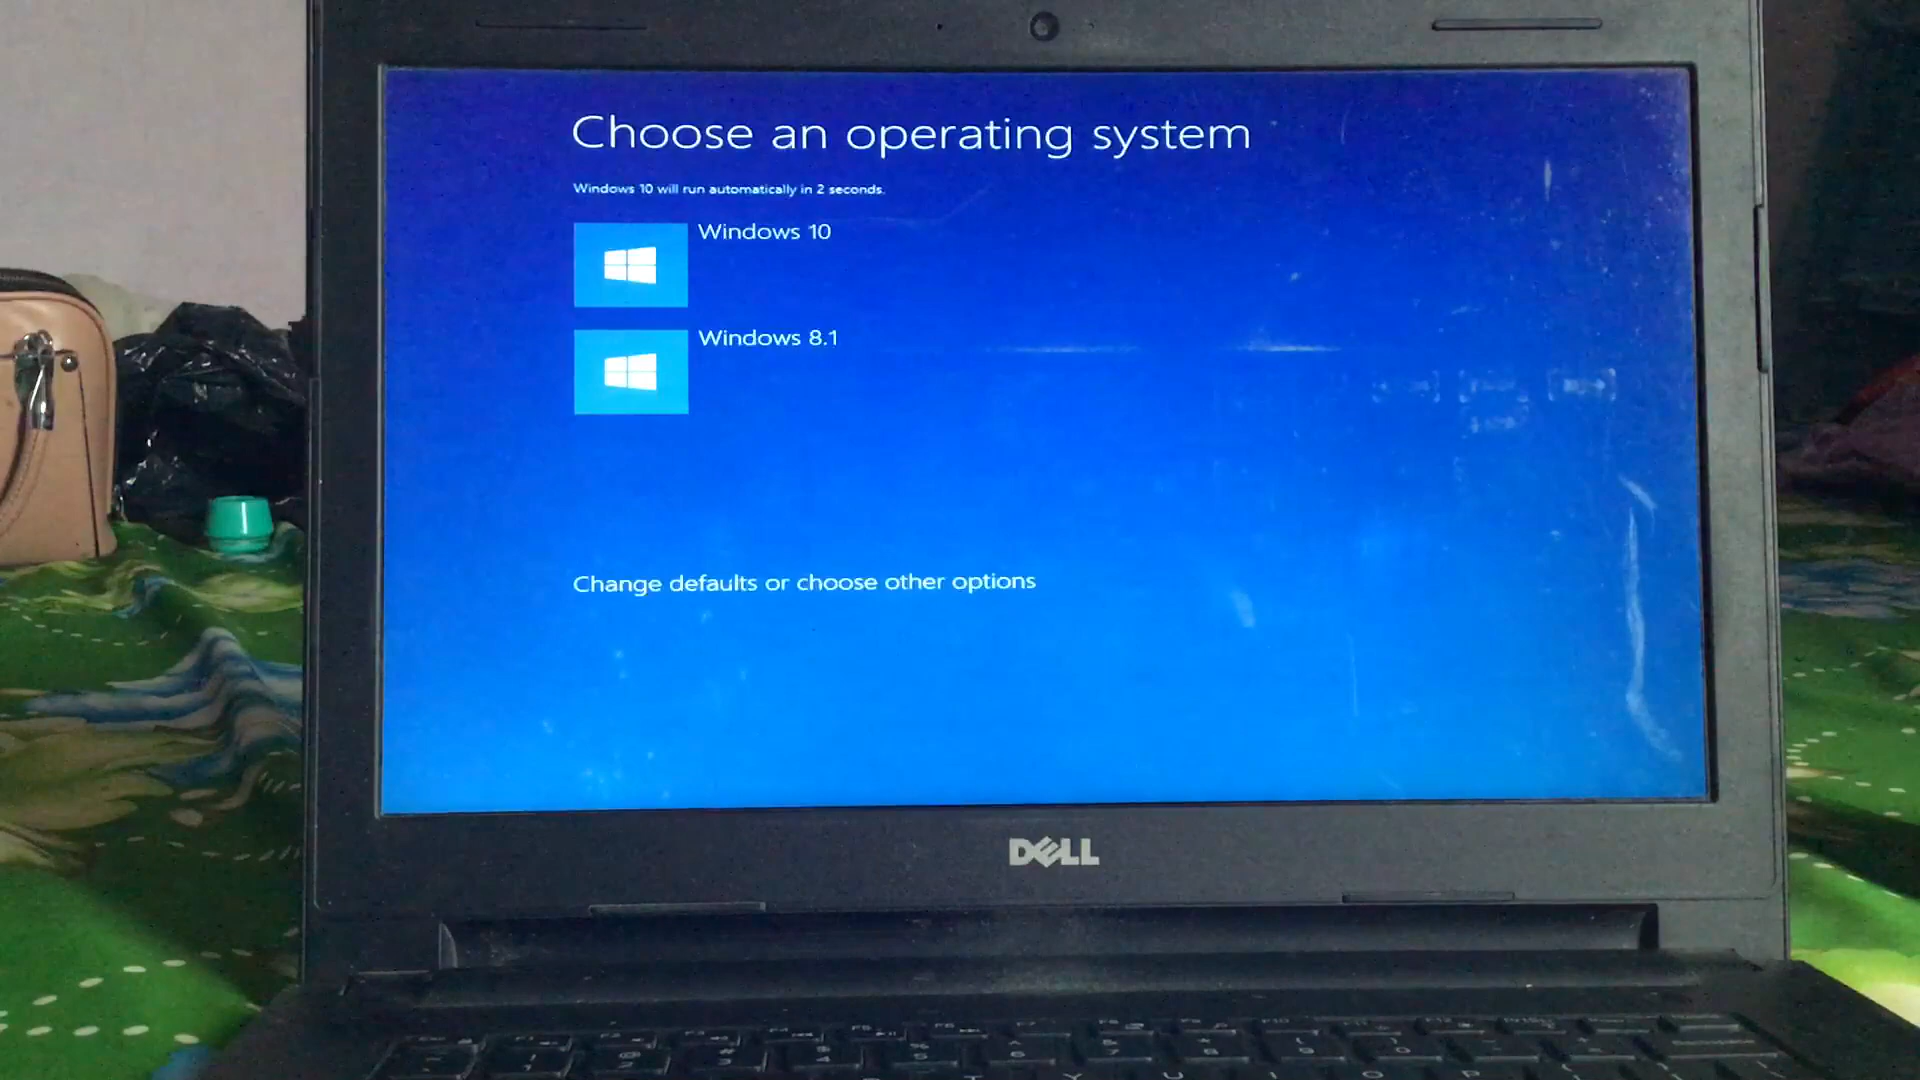 Choose an operating system
Windows 10 will run automatically in 2 seconds.
Windows 10
Windows 8.1
Change defaults or choose other options
DELL